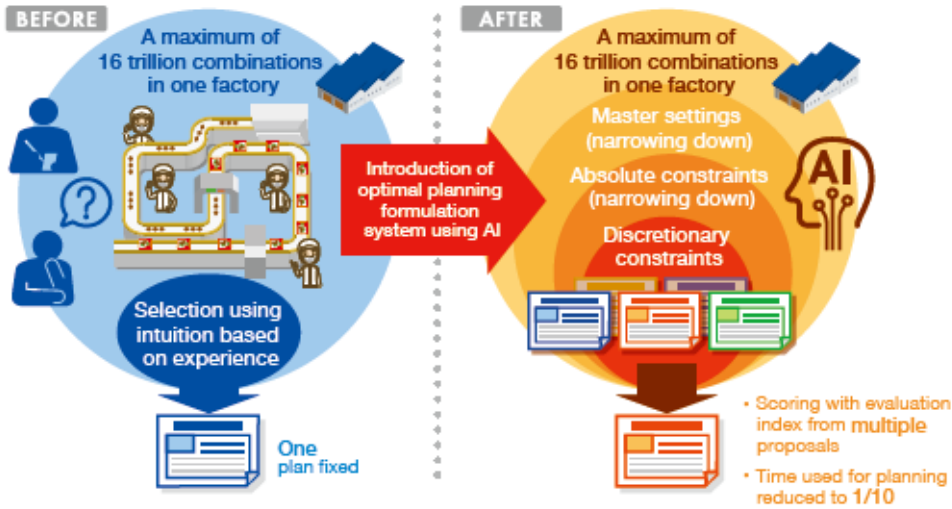 BEFORE
A maximum of
16 trillion combinations
in one factory
Selection using
intuition based
on experience
One
plan fixed
Introduction of
optimal planning
formulation
system using AI
AFTER
A maximum of
16 trillion combinations
in one factory
Master settings
(narrowing down)
Absolute constraints
(narrowing down)
Discretionary
constraints
AI
• Scoring with evaluation
index from multiple
proposals
• Time used for planning
reduced to 1/10